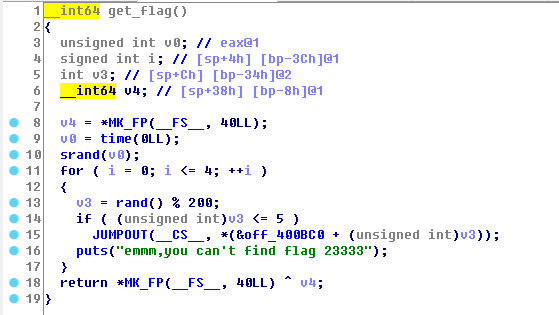 1 __int64 get_flag()
2 {
3 unsigned int v0; // eax@1
4 signed int i; // [sp+4h] [bp-3Ch]@1
5 int v3; // [sp+Ch] [bp-34h]@2
6 __int64 v4; // [sp+38h] [bp-8h]@1
7
8 v4 = *MK_FP(__FS__, 40LL);
9 v0 = time(0LL);
10 srand(v0);
11 for ( i = 0; i <= 4; ++i )
12 {
13 v3 = rand() % 200;
14 if ( (unsigned int)v3 <= 5 )
15 JUMPOUT(__CS__, *(&off_400BC0 + (unsigned int)v3));
16 puts("emmm,you can't find flag 23333");
17 }
18 return *MK_FP(__FS__, 40LL) ^ v4;
19 }